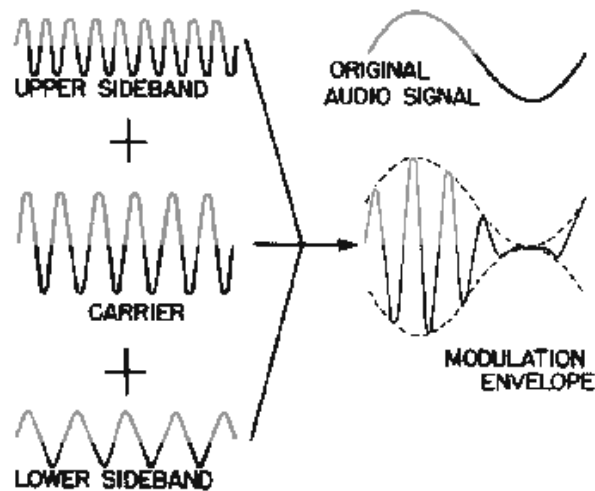 UPPER SIDEBAND
+
CARRIER
+
LOWER SIDEBAND
ORIGINAL
AUDIO SIGNAL
MODULATION
ENVELOPE